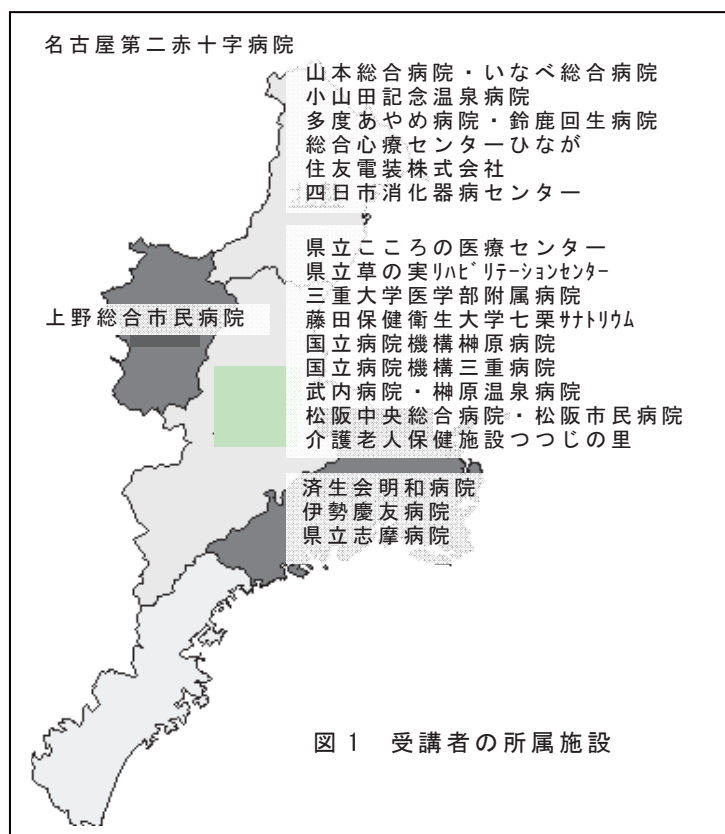 名古屋第二赤十字病院
山本総合病院・いなべ総合病院
小山田記念温泉病院
多度あやめ病院・鈴鹿回生病院
総合心療センターひなが
住友電装株式会社
四日市消化器病センター
県立こころの医療センター
県立草の実ﾘﾊﾋﾞﾘﾃｰｼｮﾝｾﾝﾀｰ
三重大学医学部附属病院
上野総合市民病院
藤田保健衛生大学七栗ｻﾅﾄﾘｳﾑ
国立病院機構榊原病院
国立病院機構三重病院
武内病院・榊原温泉病院
松阪中央総合病院・松阪市民病院
介護老人保健施設つつじの里
済生会明和病院
伊勢慶友病院
県立志摩病院
図1 受講者の所属施設